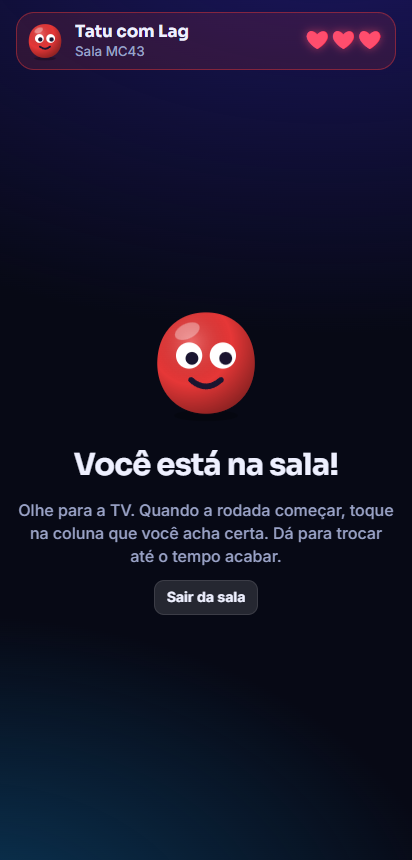 Tatu com Lag
Sala MC43
Você está na sala!
Olhe para a TV. Quando a rodada começar, toque
na coluna que você acha certa. Dá para trocar
até o tempo acabar.
Sair da sala